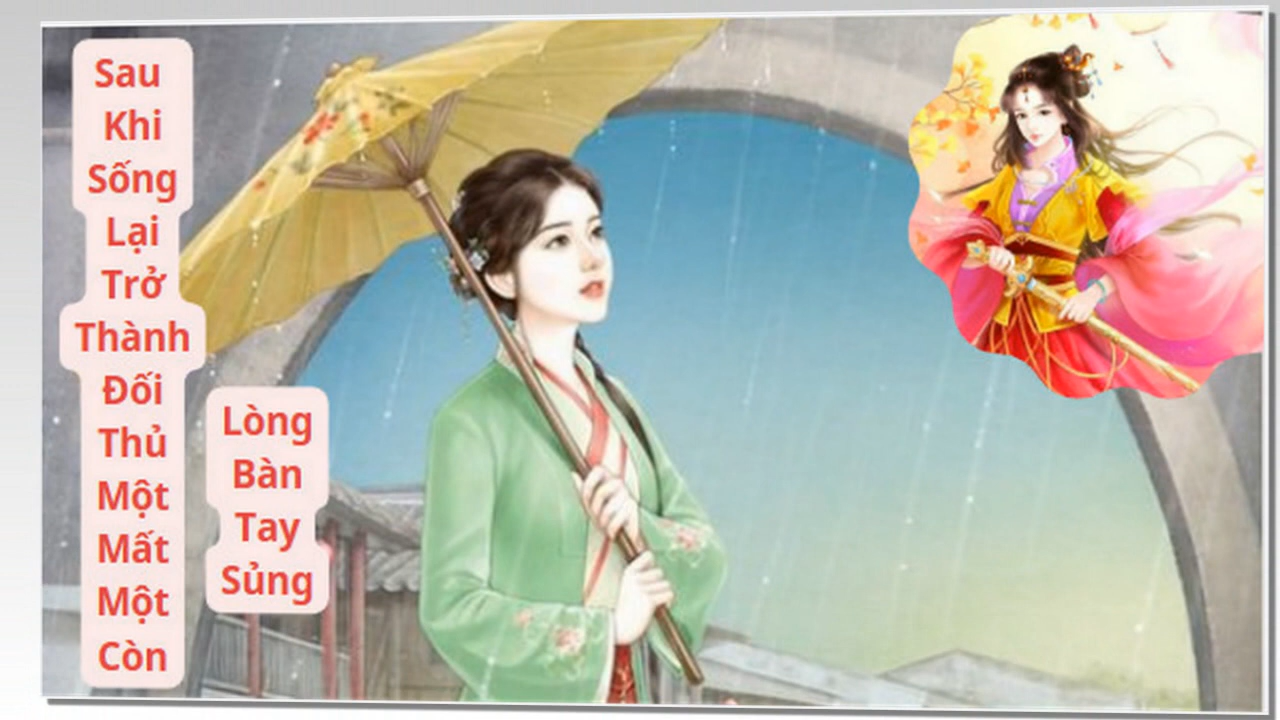 Sau
Khi
Sống
Lại
Trở
Thành
Đối
Thủ
Một
Mất
Một
Còn
Lòng
Bàn
Tay
Sủng